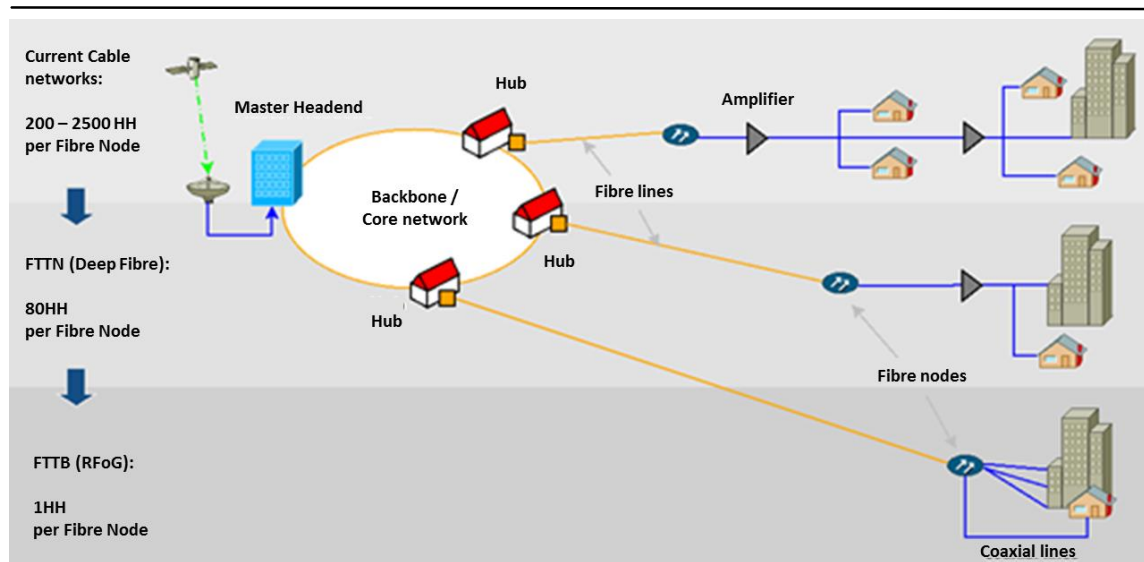 Current Cable
networks:
200 – 2500 HH
per Fibre Node
Master Headend
Hub
Amplifier
Fibre lines
Backbone /
Core network
Hub
FTTN (Deep Fibre):
80HH
per Fibre Node
Hub
Fibre nodes
FTTB (RFoG):
1HH
per Fibre Node
Coaxial lines